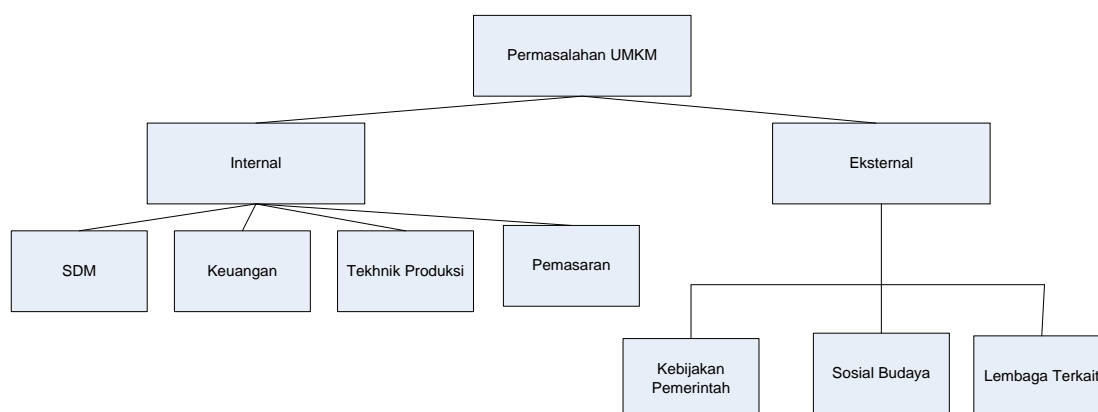 Permasalahan UMKM
Internal
Eksternal
SDM
Keuangan
Tekhnik Produksi
Pemasaran
Kebijakan
Pemerintah
Sosial Budaya
Lembaga Terkait